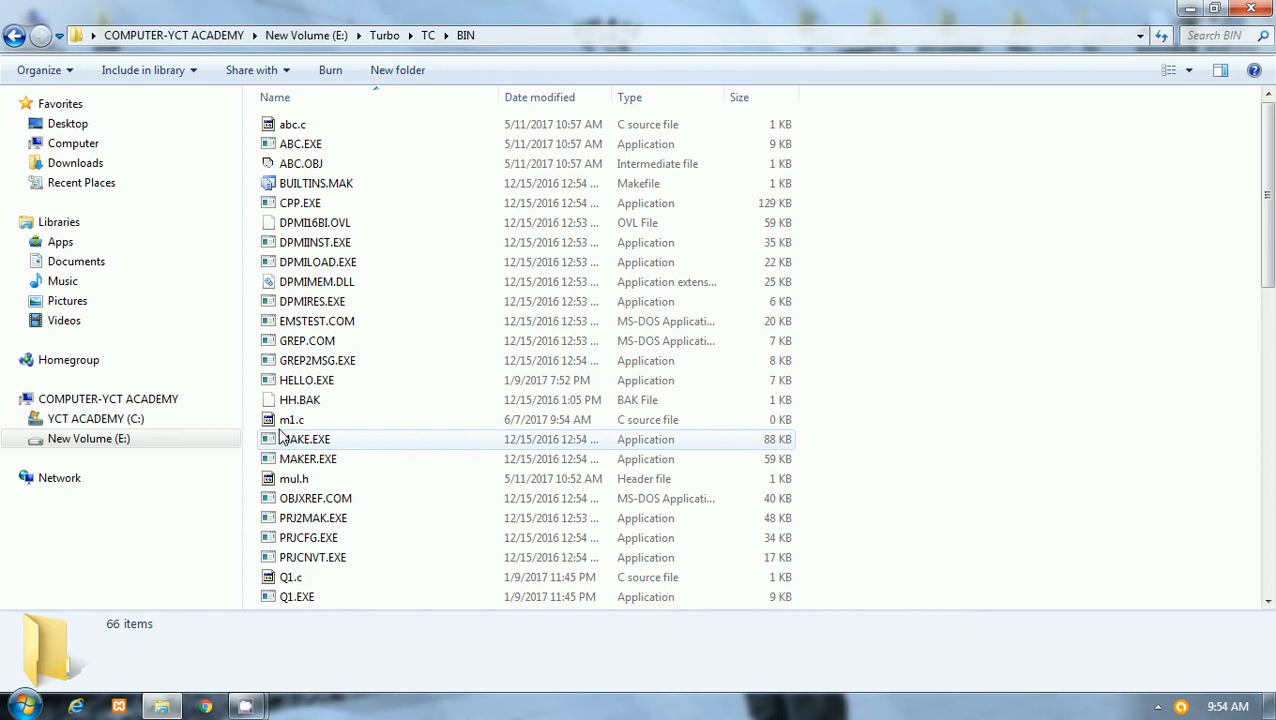 COMPUTER-YCT ACADEMY New Volume (E:) Turbo TC BIN Search BIN
Organize Include in library Share with Burn New folder
Name Date modified Type Size
Favorites
Desktop
Computer
Downloads
Recent Places
Libraries
Apps
Documents
Music
Pictures
Videos
Homegroup
COMPUTER-YCT ACADEMY
YCT ACADEMY (C:)
New Volume (E:)
Network
abc.c 5/11/2017 10:57 AM C source file 1 KB
ABC.EXE 5/11/2017 10:57 AM Application 9 KB
ABC.OBJ 5/11/2017 10:57 AM Intermediate file 1 KB
BUILTINS.MAK 12/15/2016 12:54 ... Makefile 1 KB
CPP.EXE 12/15/2016 12:54 ... Application 129 KB
DPMI16BI.OVL 12/15/2016 12:53 ... OVL File 59 KB
DPMIINST.EXE 12/15/2016 12:53 ... Application 35 KB
DPMILOAD.EXE 12/15/2016 12:53 ... Application 22 KB
DPMIMEM.DLL 12/15/2016 12:53 ... Application extens... 25 KB
DPMIRES.EXE 12/15/2016 12:53 ... Application 6 KB
EMSTEST.COM 12/15/2016 12:53 ... MS-DOS Applicati... 20 KB
GREP.COM 12/15/2016 12:53 ... MS-DOS Applicati... 7 KB
GREP2MSG.EXE 12/15/2016 12:54 ... Application 8 KB
HELLO.EXE 1/9/2017 7:52 PM Application 7 KB
HH.BAK 12/15/2016 1:05 PM BAK File 1 KB
m1.c 6/7/2017 9:54 AM C source file 0 KB
MAKE.EXE 12/15/2016 12:54 ... Application 88 KB
MAKER.EXE 12/15/2016 12:54 ... Application 59 KB
mul.h 5/11/2017 10:52 AM Header file 1 KB
OBJXREF.COM 12/15/2016 12:54 ... MS-DOS Applicati... 40 KB
PRJ2MAK.EXE 12/15/2016 12:53 ... Application 48 KB
PRJCFG.EXE 12/15/2016 12:54 ... Application 34 KB
PRJCNVT.EXE 12/15/2016 12:54 ... Application 17 KB
Q1.c 1/9/2017 11:45 PM C source file 1 KB
Q1.EXE 1/9/2017 11:45 PM Application 9 KB
66 items
9:54 AM